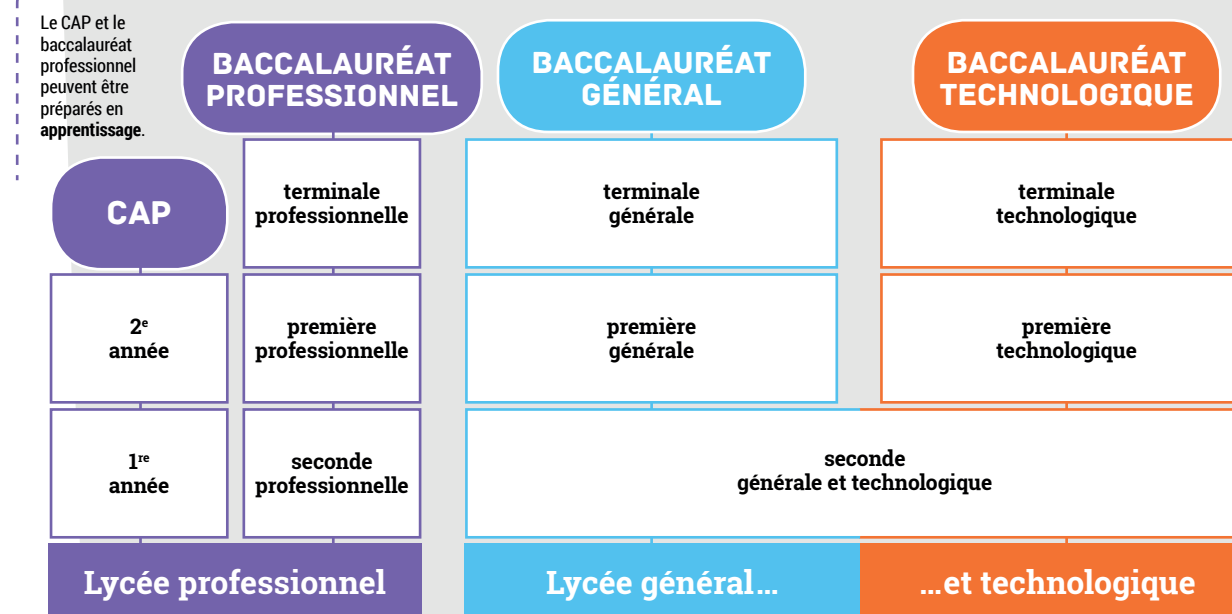 Le CAP et le
baccalauréat
professionnel
peuvent être
préparés en
apprentissage.
BACCALAURÉAT
PROFESSIONNEL
BACCALAURÉAT
GÉNÉRAL
BACCALAURÉAT
TECHNOLOGIQUE
CAP
terminale
professionnelle
terminale
générale
terminale
technologique
2e
année
première
professionnelle
première
générale
première
technologique
1re
année
seconde
professionnelle
seconde
générale et technologique
Lycée professionnel
Lycée général...
...et technologique